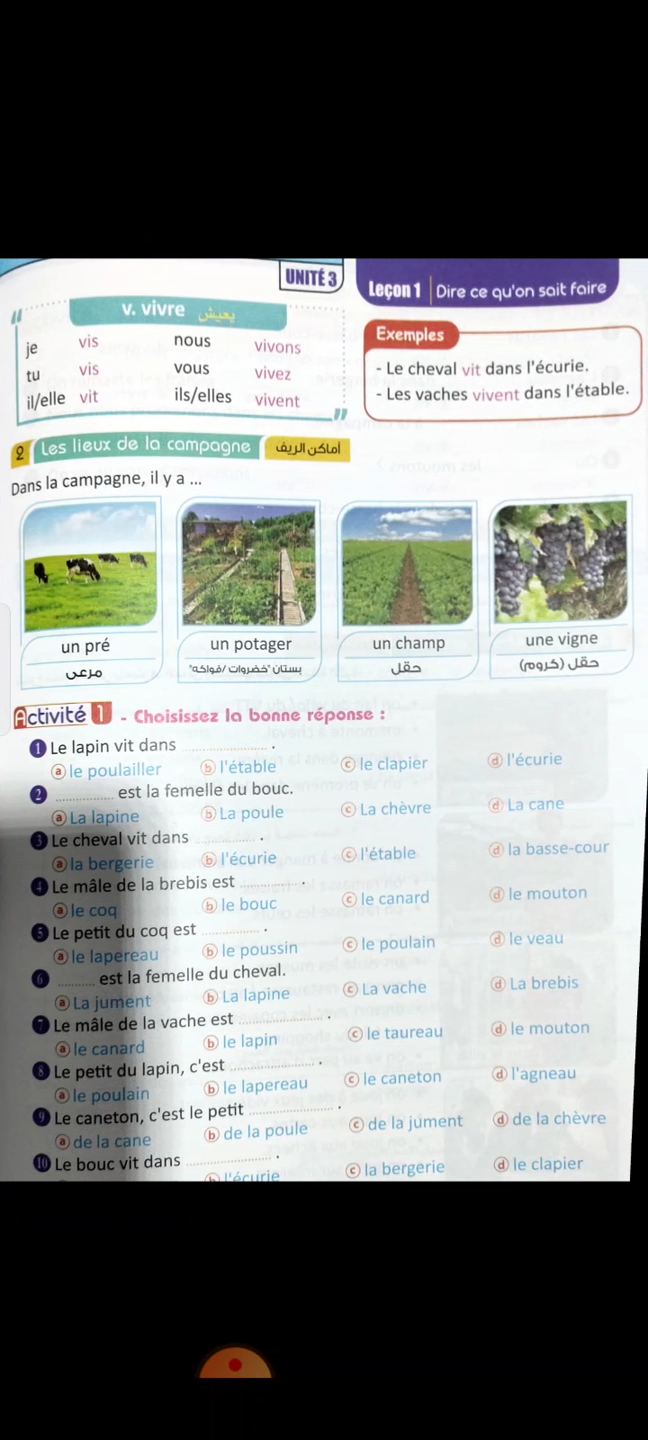 UNITÉ 3
Leçon 1 Dire ce qu'on sait faire
v. vivre يعيش
je vis nous vivons
tu vis vous vivez
il/elle vit ils/elles vivent
Exemples
- Le cheval vit dans l'écurie.
- Les vaches vivent dans l'étable.
2 Les lieux de la campagne أماكن الريف
Dans la campagne, il y a ...
un pré
مرعى
un potager
بستان "خضروات /فواكه"
un champ
حقل
une vigne
حقل (كروم)
Activité 1 - Choisissez la bonne réponse :
1 Le lapin vit dans .................... .
a le poulailler b l'étable c le clapier d l'écurie
2 .............. est la femelle du bouc.
a La lapine b La poule c La chèvre d La cane
3 Le cheval vit dans ................ .
a la bergerie b l'écurie c l'étable d la basse-cour
4 Le mâle de la brebis est ................ .
a le coq b le bouc c le canard d le mouton
5 Le petit du coq est .............. .
a le lapereau b le poussin c le poulain d le veau
6 ......... est la femelle du cheval.
a La jument b La lapine c La vache d La brebis
7 Le mâle de la vache est .................... .
a le canard b le lapin c le taureau d le mouton
8 Le petit du lapin, c'est .................... .
a le poulain b le lapereau c le caneton d l'agneau
9 Le caneton, c'est le petit .................... .
a de la cane b de la poule c de la jument d de la chèvre
10 Le bouc vit dans .................... .
b l'écurie c la bergerie d le clapier